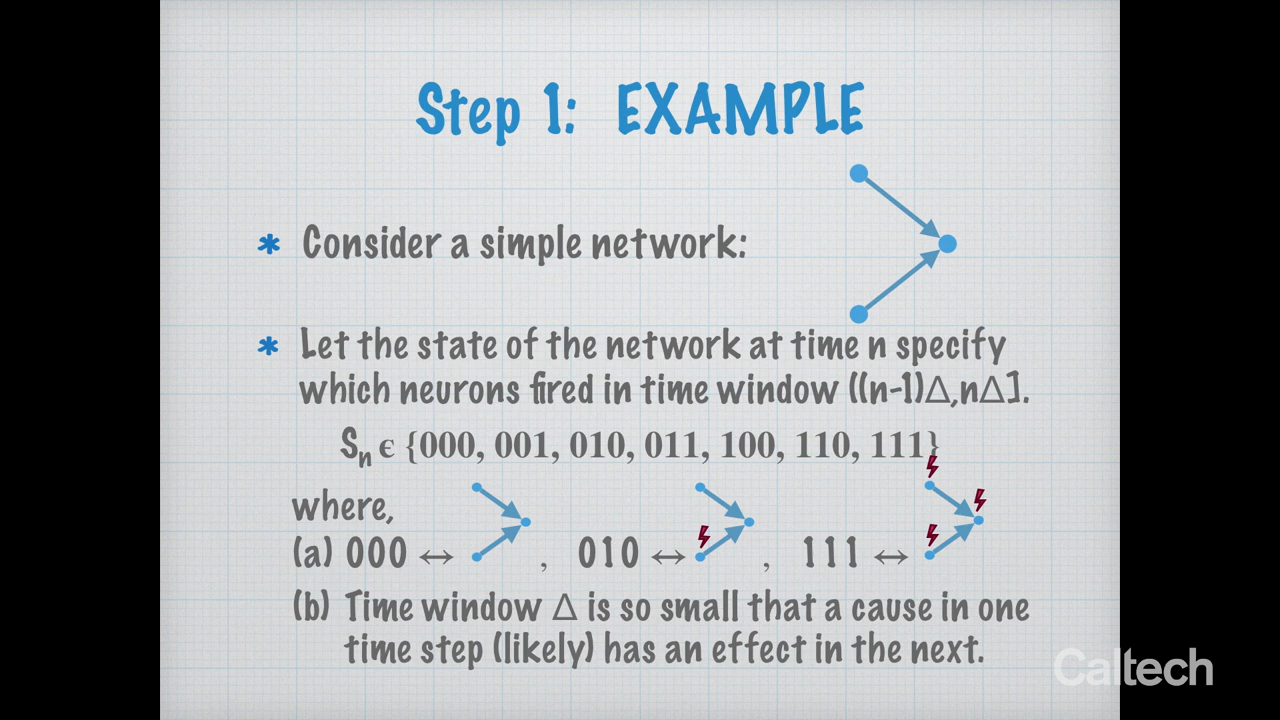 Step 1: EXAMPLE
* Consider a simple network:
* Let the state of the network at time n specify
which neurons fired in time window ((n-1)Δ,nΔ].
Sn ϵ {000, 001, 010, 011, 100, 110, 111}
where,
(a) 000 ↔ , 010 ↔ , 111 ↔
(b) Time window Δ is so small that a cause in one
time step (likely) has an effect in the next.
Caltech